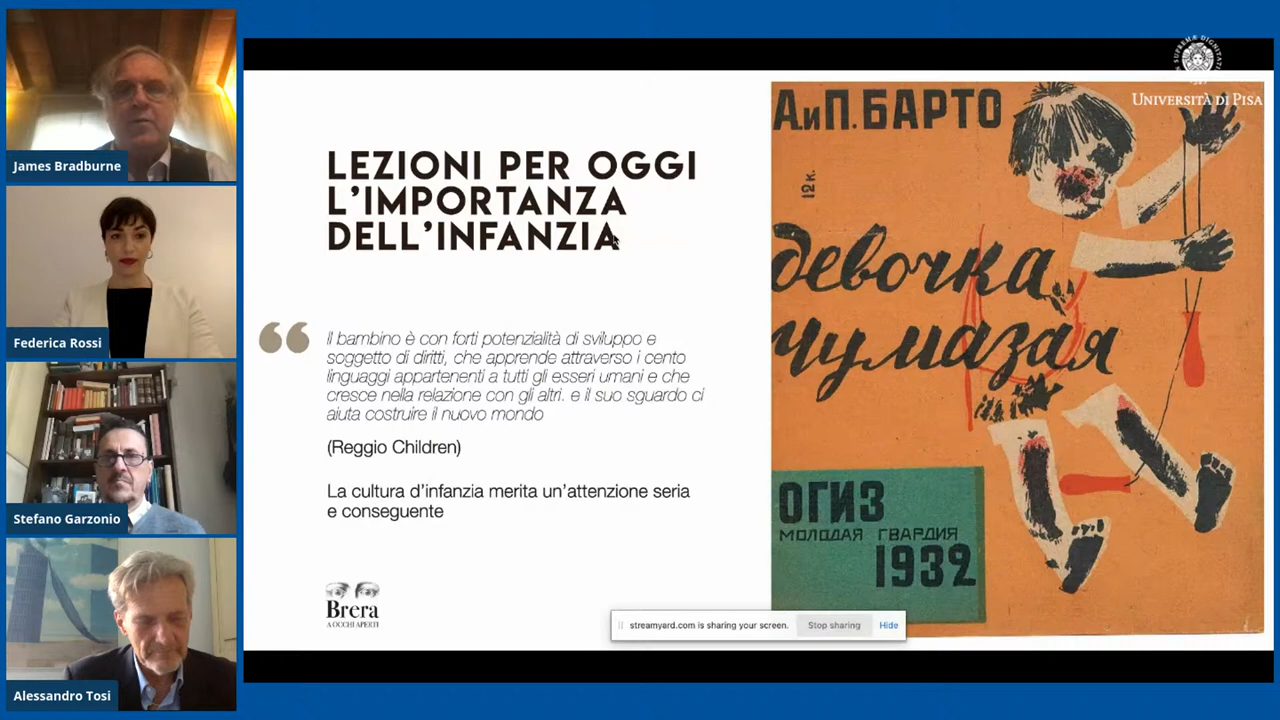 James Bradburne
Federica Rossi
Stefano Garzonio
Alessandro Tosi
LEZIONI PER OGGI
L'IMPORTANZA
DELL'INFANZIA
Il bambino è con forti potenzialità di sviluppo e
soggetto di diritti, che apprende attraverso i cento
linguaggi appartenenti a tutti gli esseri umani e che
cresce nella relazione con gli altri. e il suo sguardo ci
aiuta costruire il nuovo mondo
(Reggio Children)
La cultura d'infanzia merita un'attenzione seria
e conseguente
Brera
A OCCHI APERTI
streamyard.com is sharing your screen.
Stop sharing
Hide
А и П. БАРТО
12 к.
девочка
чумазая
ОГИЗ
МОЛОДАЯ ГВАРДИЯ
1932
SUPREMÆ DIGNITATIS
UNIVERSITÀ DI PISA